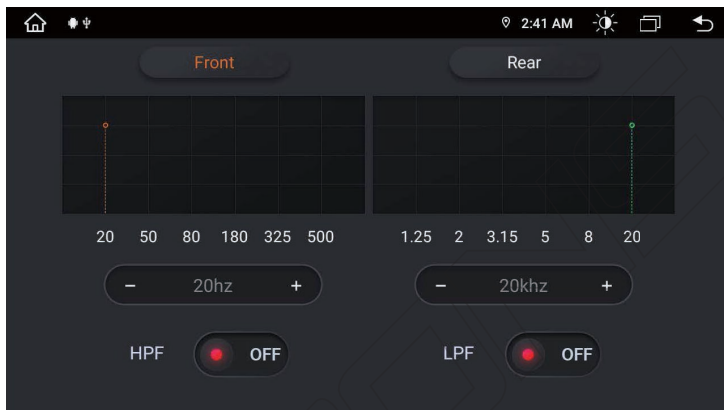 2:41 AM
Front Rear
20 50 80 180 325 500 1.25 2 3.15 5 8 20
- 20hz + - 20khz +
HPF OFF LPF OFF